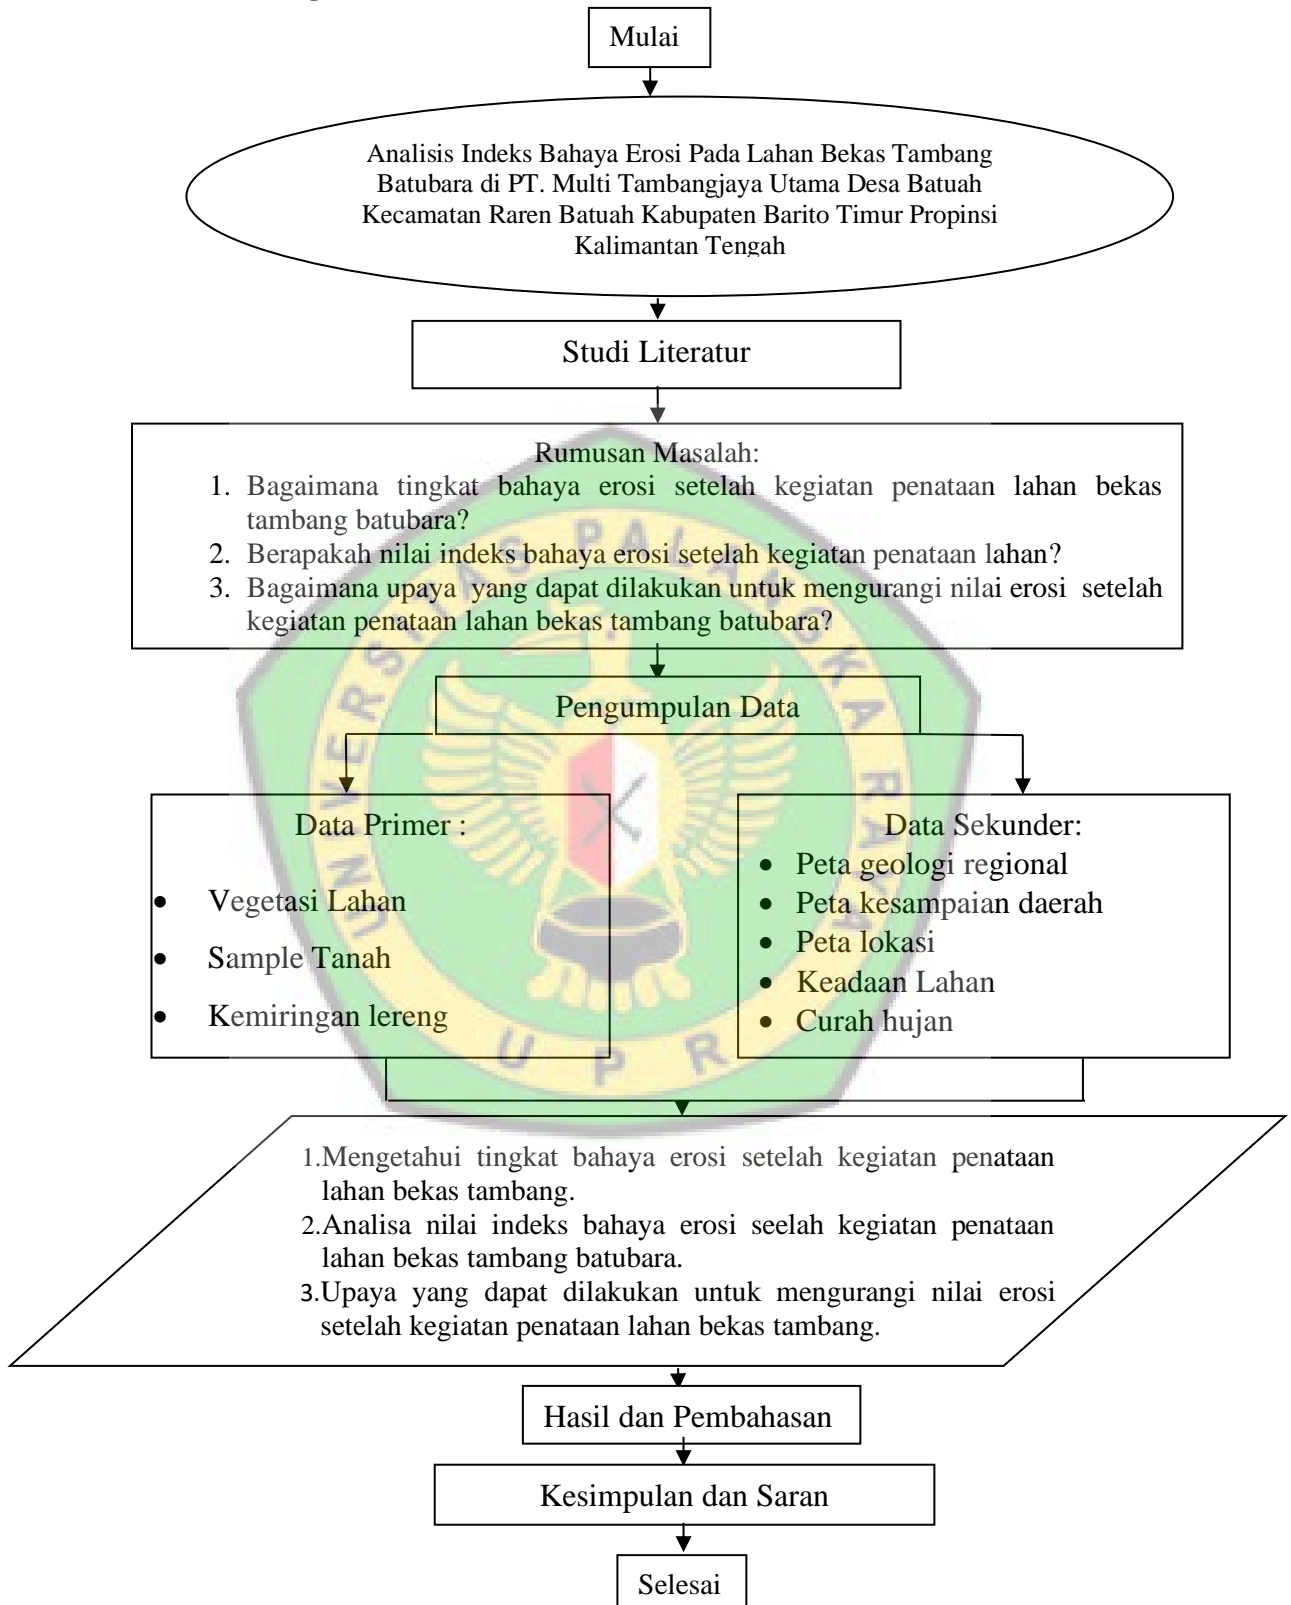 Mulai
Analisis Indeks Bahaya Erosi Pada Lahan Bekas Tambang
Batubara di PT. Multi Tambangjaya Utama Desa Batuah
Kecamatan Raren Batuah Kabupaten Barito Timur Propinsi
Kalimantan Tengah
Studi Literatur
Rumusan Masalah:
1. Bagaimana tingkat bahaya erosi setelah kegiatan penataan lahan bekas
tambang batubara?
2. Berapakah nilai indeks bahaya erosi setelah kegiatan penataan lahan?
3. Bagaimana upaya yang dapat dilakukan untuk mengurangi nilai erosi setelah
kegiatan penataan lahan bekas tambang batubara?
Pengumpulan Data
Data Primer :
• Vegetasi Lahan
• Sample Tanah
• Kemiringan lereng
Data Sekunder:
• Peta geologi regional
• Peta kesampaian daerah
• Peta lokasi
• Keadaan Lahan
• Curah hujan
UNIVERSITAS PALANGKA RAYA
UPR
1.Mengetahui tingkat bahaya erosi setelah kegiatan penataan
lahan bekas tambang.
2.Analisa nilai indeks bahaya erosi seelah kegiatan penataan
lahan bekas tambang batubara.
3.Upaya yang dapat dilakukan untuk mengurangi nilai erosi
setelah kegiatan penataan lahan bekas tambang.
Hasil dan Pembahasan
Kesimpulan dan Saran
Selesai